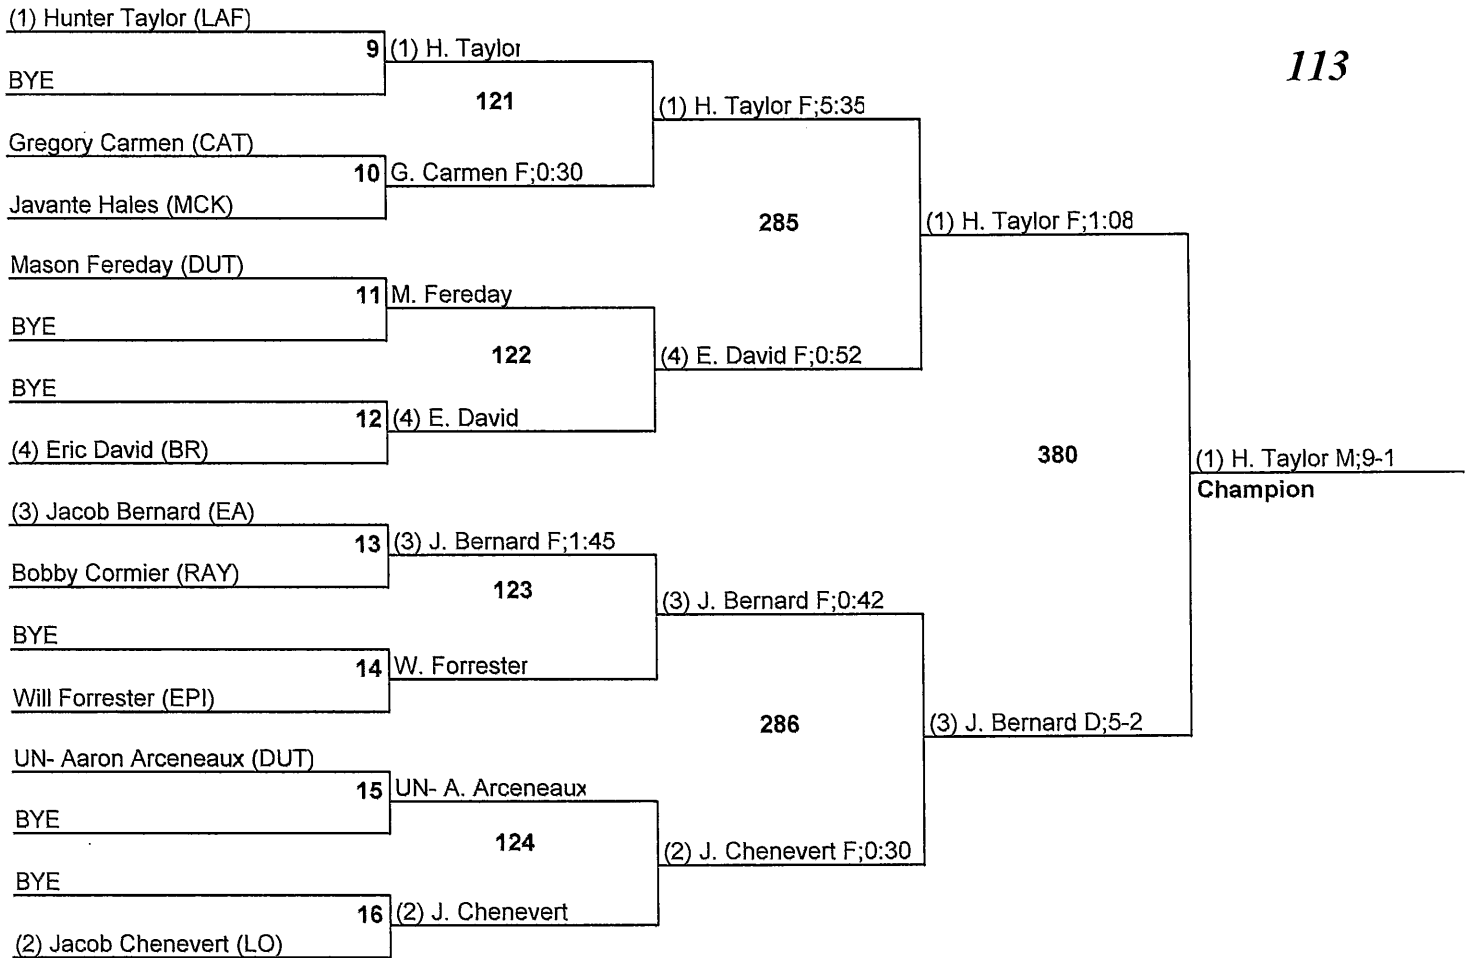 (1) Hunter Taylor (LAF)
9 (1) H. Taylor
113
BYE
121
(1) H. Taylor F;5:35
Gregory Carmen (CAT)
10 G. Carmen F;0:30
Javante Hales (MCK)
285
(1) H. Taylor F;1:08
Mason Fereday (DUT)
11 M. Fereday
BYE
122
(4) E. David F;0:52
BYE
12 (4) E. David
(4) Eric David (BR)
380
(1) H. Taylor M;9-1
Champion
(3) Jacob Bernard (EA)
13 (3) J. Bernard F;1:45
Bobby Cormier (RAY)
123
(3) J. Bernard F;0:42
BYE
14 W. Forrester
Will Forrester (EPI)
286
(3) J. Bernard D;5-2
UN- Aaron Arceneaux (DUT)
15 UN- A. Arceneaux
BYE
124
(2) J. Chenevert F;0:30
BYE
16 (2) J. Chenevert
(2) Jacob Chenevert (LO)